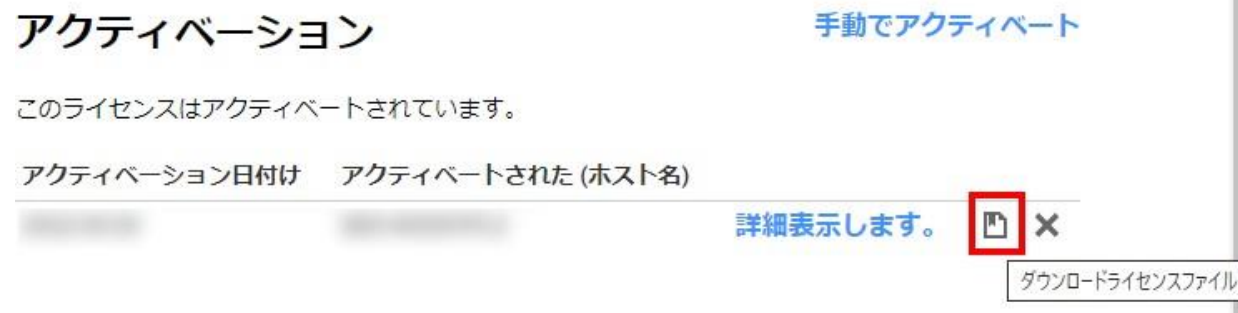 アクティベーション 手動でアクティベート
このライセンスはアクティベートされています。
アクティベーション日付け アクティベートされた (ホスト名)
詳細表示します。
ダウンロードライセンスファイル